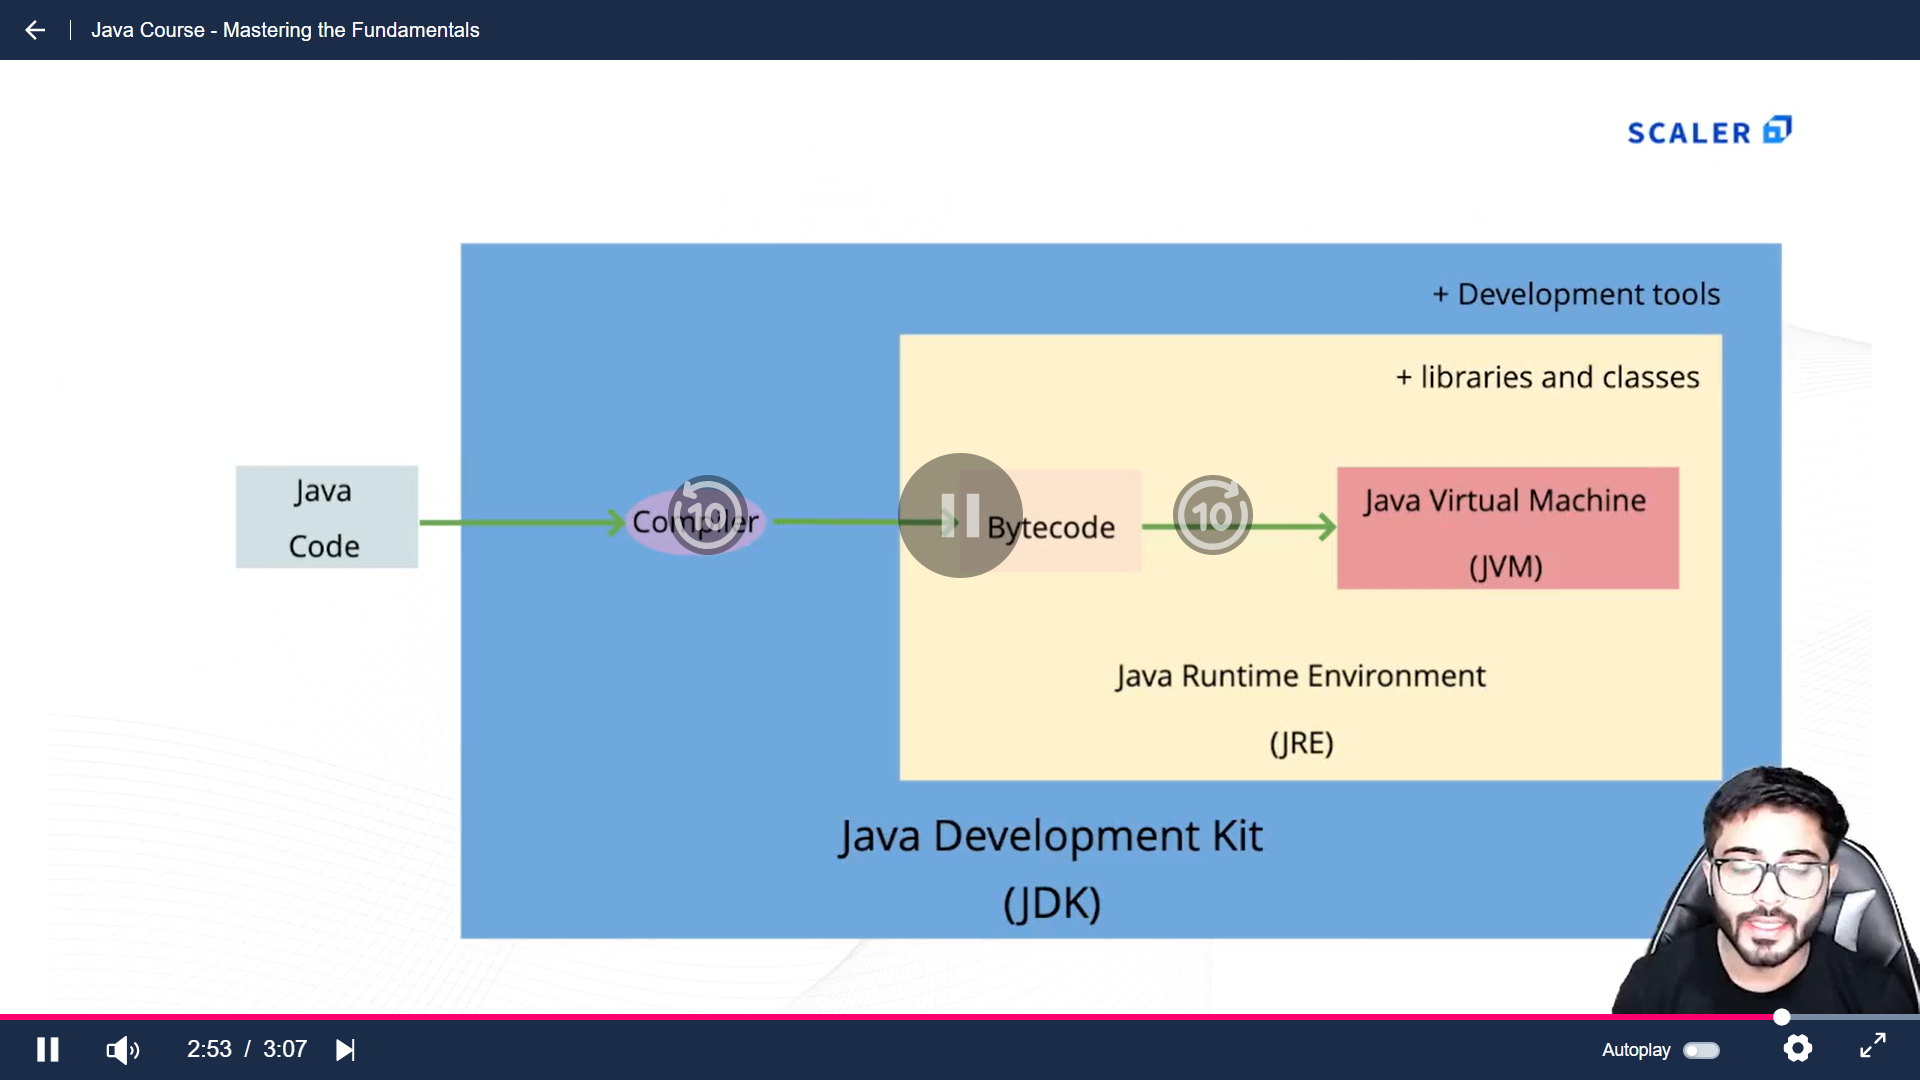 Java Course - Mastering the Fundamentals
SCALER
+ Development tools
+ libraries and classes
Java
Code
Compiler
10
Bytecode
10
Java Virtual Machine
(JVM)
Java Runtime Environment
(JRE)
Java Development Kit
(JDK)
2:53 / 3:07
Autoplay